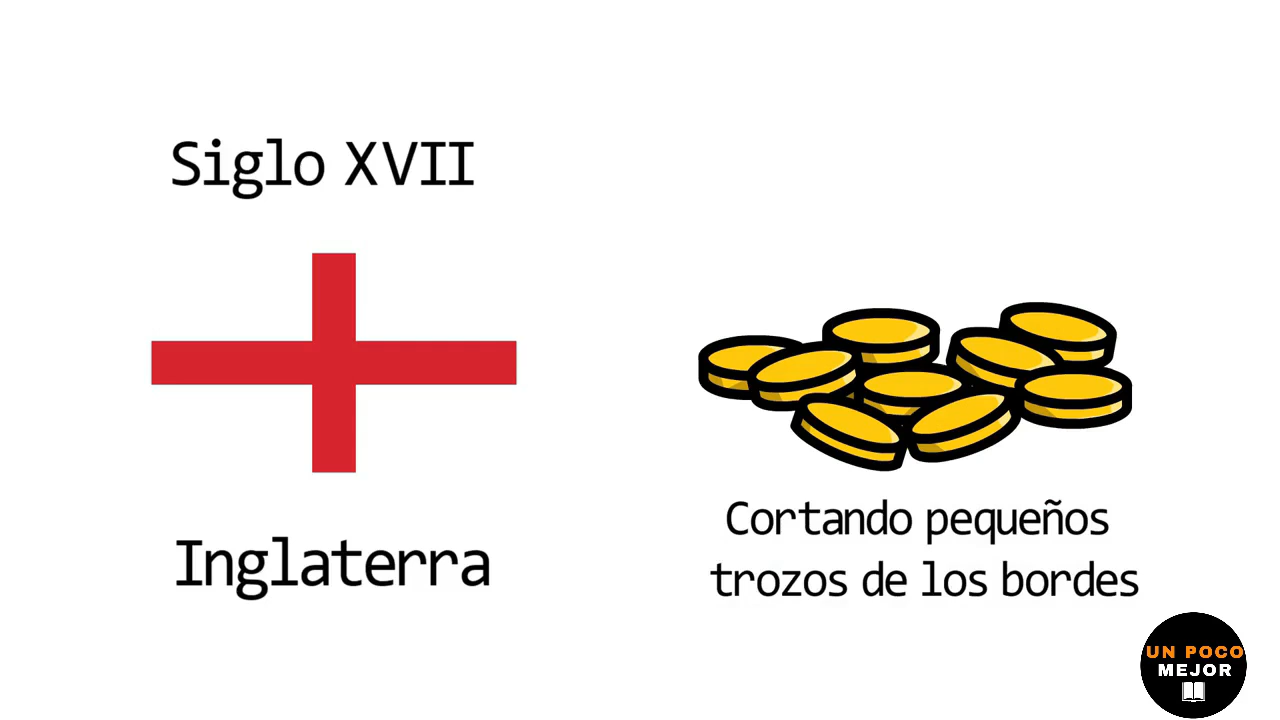 Siglo XVII
Inglaterra
Cortando pequeños
trozos de los bordes
UN POCO
MEJOR